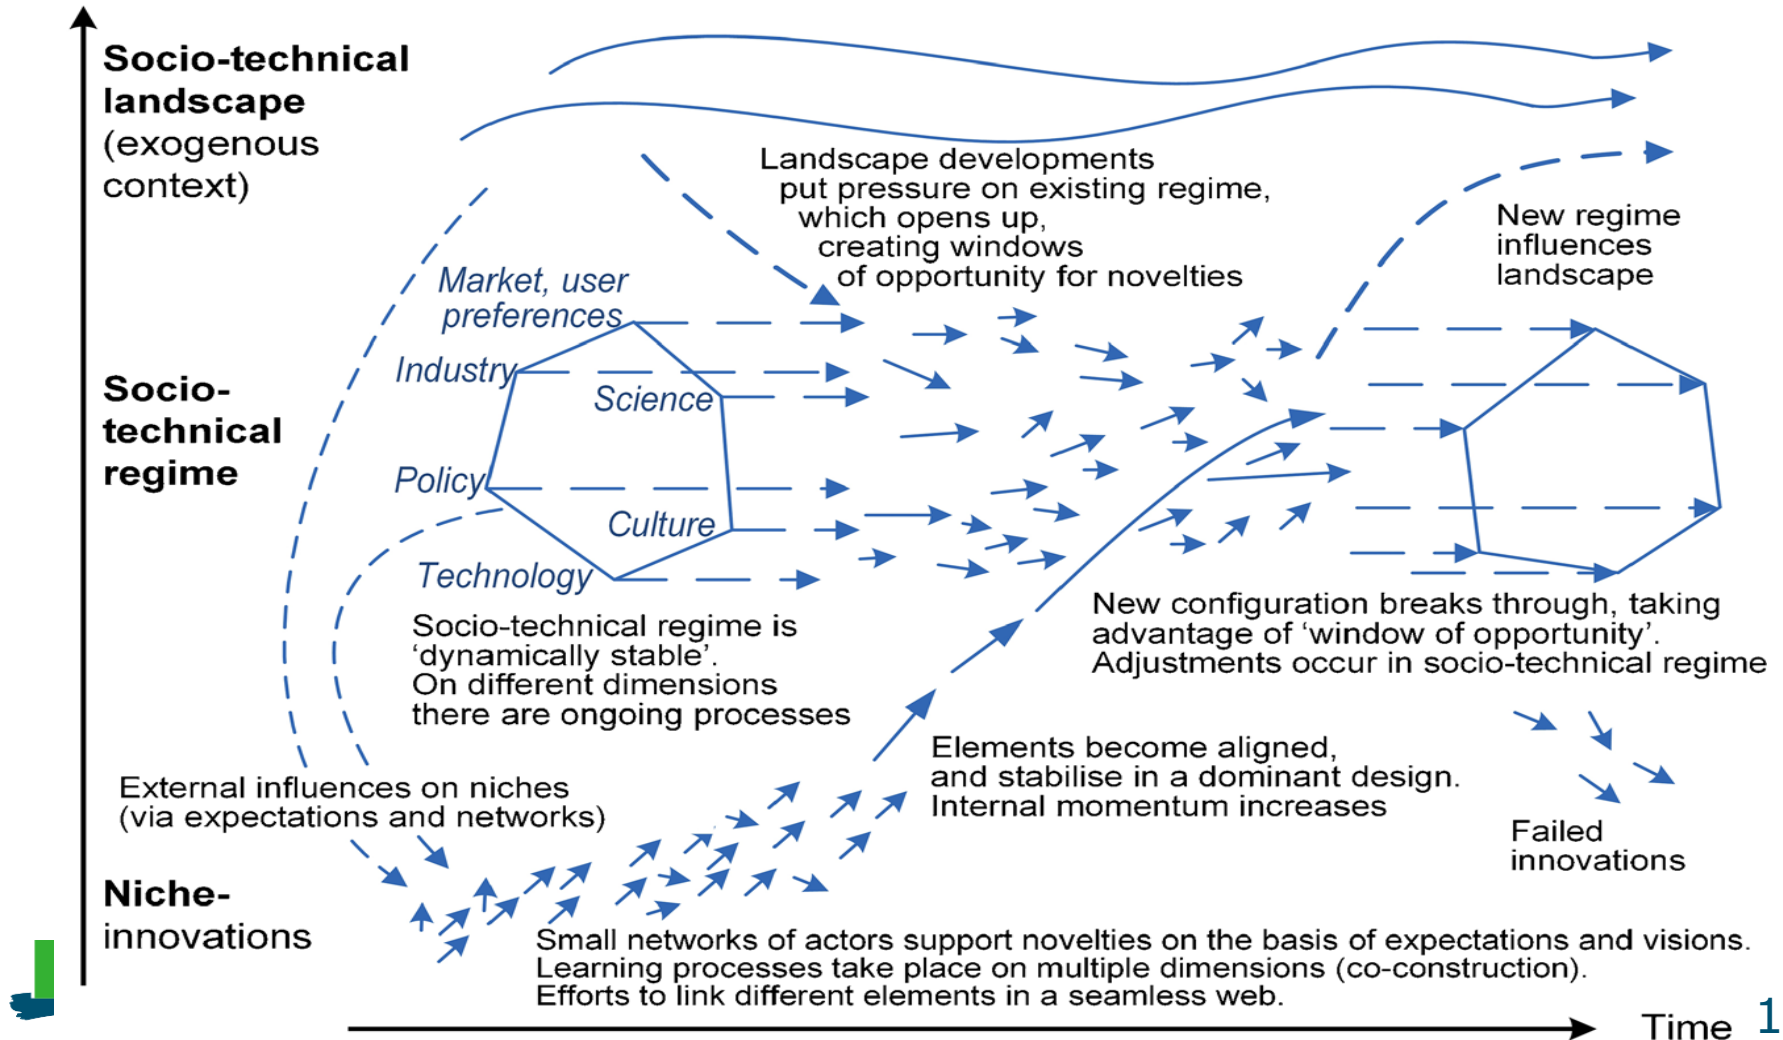 Socio-technical
landscape
(exogenous
context)
Landscape developments
put pressure on existing regime,
which opens up,
creating windows
of opportunity for novelties
New regime
influences
landscape
Market, user
preferences
Industry
Science
Socio-
technical
regime
Policy
Culture
Technology
Socio-technical regime is
‘dynamically stable’.
On different dimensions
there are ongoing processes
New configuration breaks through, taking
advantage of ‘window of opportunity’.
Adjustments occur in socio-technical regime
Elements become aligned,
and stabilise in a dominant design.
Internal momentum increases
External influences on niches
(via expectations and networks)
Failed
innovations
Niche-
innovations
Small networks of actors support novelties on the basis of expectations and visions.
Learning processes take place on multiple dimensions (co-construction).
Efforts to link different elements in a seamless web.
Time
1